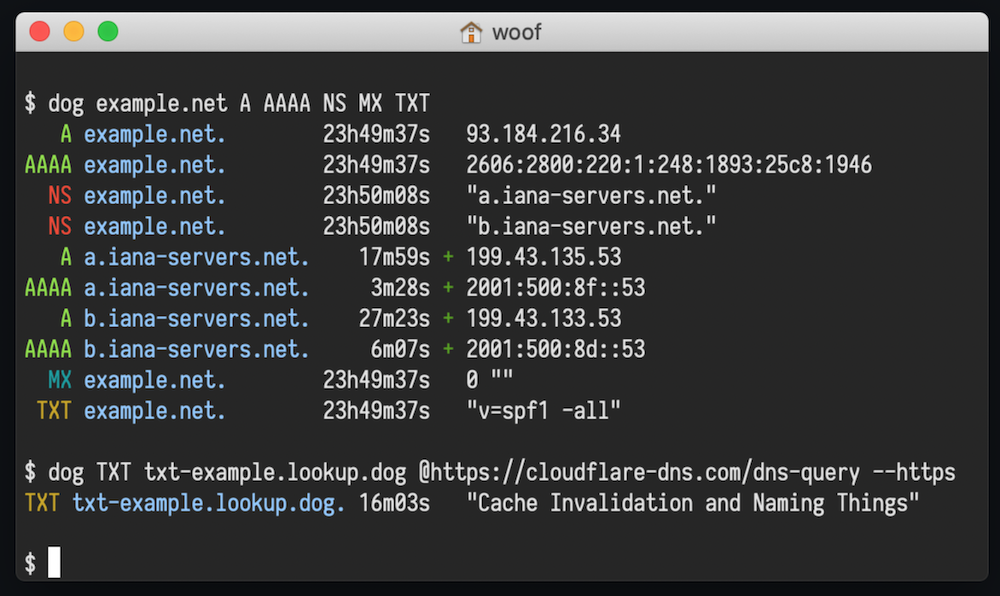 woof
$ dog example.net A AAAA NS MX TXT
A example.net. 23h49m37s 93.184.216.34
AAAA example.net. 23h49m37s 2606:2800:220:1:248:1893:25c8:1946
NS example.net. 23h50m08s "a.iana-servers.net."
NS example.net. 23h50m08s "b.iana-servers.net."
A a.iana-servers.net. 17m59s + 199.43.135.53
AAAA a.iana-servers.net. 3m28s + 2001:500:8f::53
A b.iana-servers.net. 27m23s + 199.43.133.53
AAAA b.iana-servers.net. 6m07s + 2001:500:8d::53
MX example.net. 23h49m37s 0 ""
TXT example.net. 23h49m37s "v=spf1 -all"
$ dog TXT txt-example.lookup.dog @https://cloudflare-dns.com/dns-query --https
TXT txt-example.lookup.dog. 16m03s "Cache Invalidation and Naming Things"
$